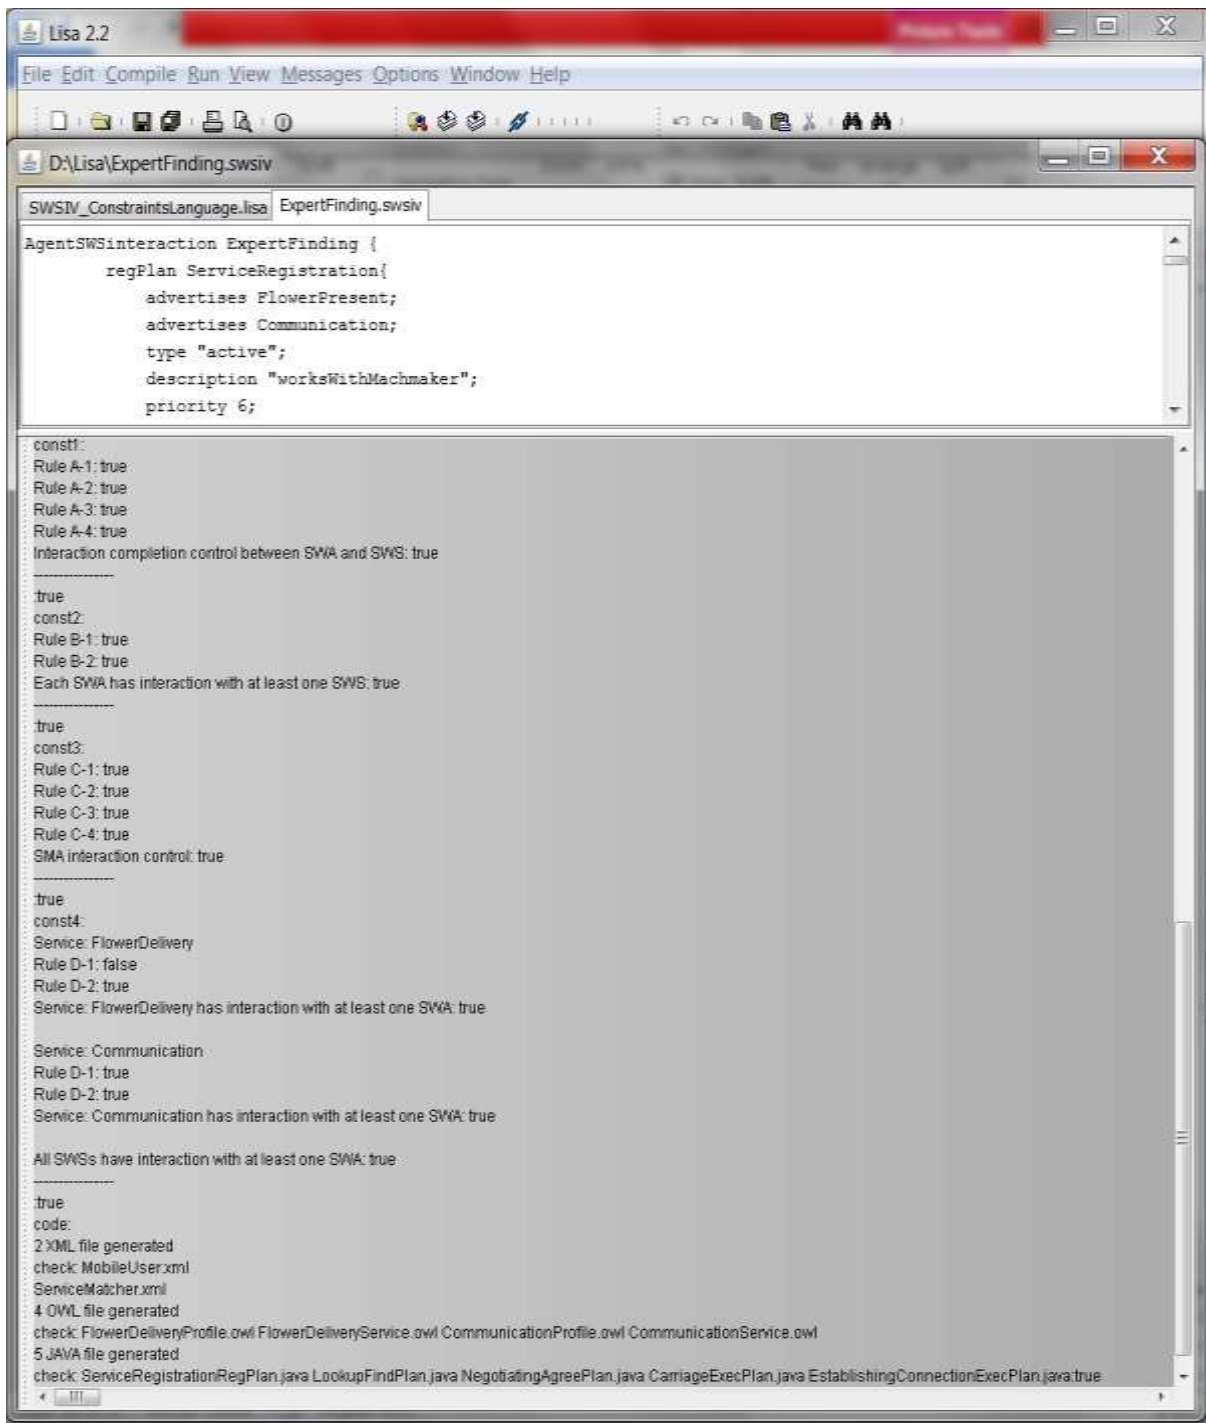 Lisa 2.2
File Edit Compile Run View Messages Options Window Help
D:\Lisa\ExpertFinding.swsiv
SWSIV_ConstraintsLanguage.lisa ExpertFinding.swsiv
AgentSWSinteraction ExpertFinding {
regPlan ServiceRegistration{
advertises FlowerPresent;
advertises Communication;
type "active";
description "worksWithMachmaker";
priority 6;
const1:
Rule A-1: true
Rule A-2: true
Rule A-3: true
Rule A-4: true
Interaction completion control between SWA and SWS: true
----------------
:true
const2:
Rule B-1: true
Rule B-2: true
Each SWA has interaction with at least one SWS: true
----------------
:true
const3:
Rule C-1: true
Rule C-2: true
Rule C-3: true
Rule C-4: true
SMA interaction control: true
----------------
:true
const4:
Service: FlowerDelivery
Rule D-1: false
Rule D-2: true
Service: FlowerDelivery has interaction with at least one SWA: true
Service: Communication
Rule D-1: true
Rule D-2: true
Service: Communication has interaction with at least one SWA: true
All SWSs have interaction with at least one SWA: true
----------------
:true
code:
2 XML file generated
check: MobileUser.xml
ServiceMatcher.xml
4 OWL file generated
check: FlowerDeliveryProfile.owl FlowerDeliveryService.owl CommunicationProfile.owl CommunicationService.owl
5 JAVA file generated
check: ServiceRegistrationRegPlan.java LookupFindPlan.java NegotiatingAgreePlan.java CarriageExecPlan.java EstablishingConnectionExecPlan.java:true